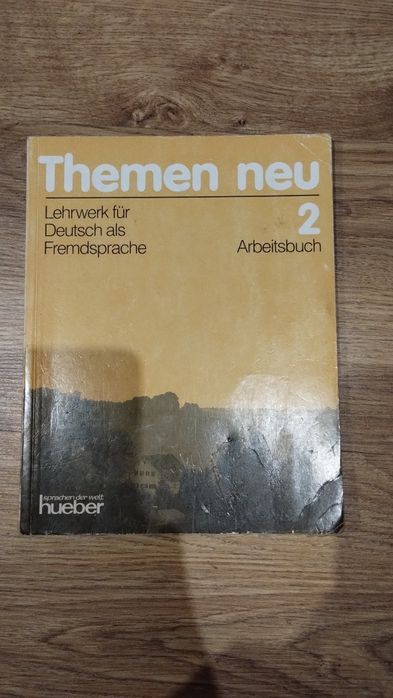 Themen neu
Lehrwerk für
Deutsch als
Fremdsprache
2
Arbeitsbuch
sprachen der welt
hueber